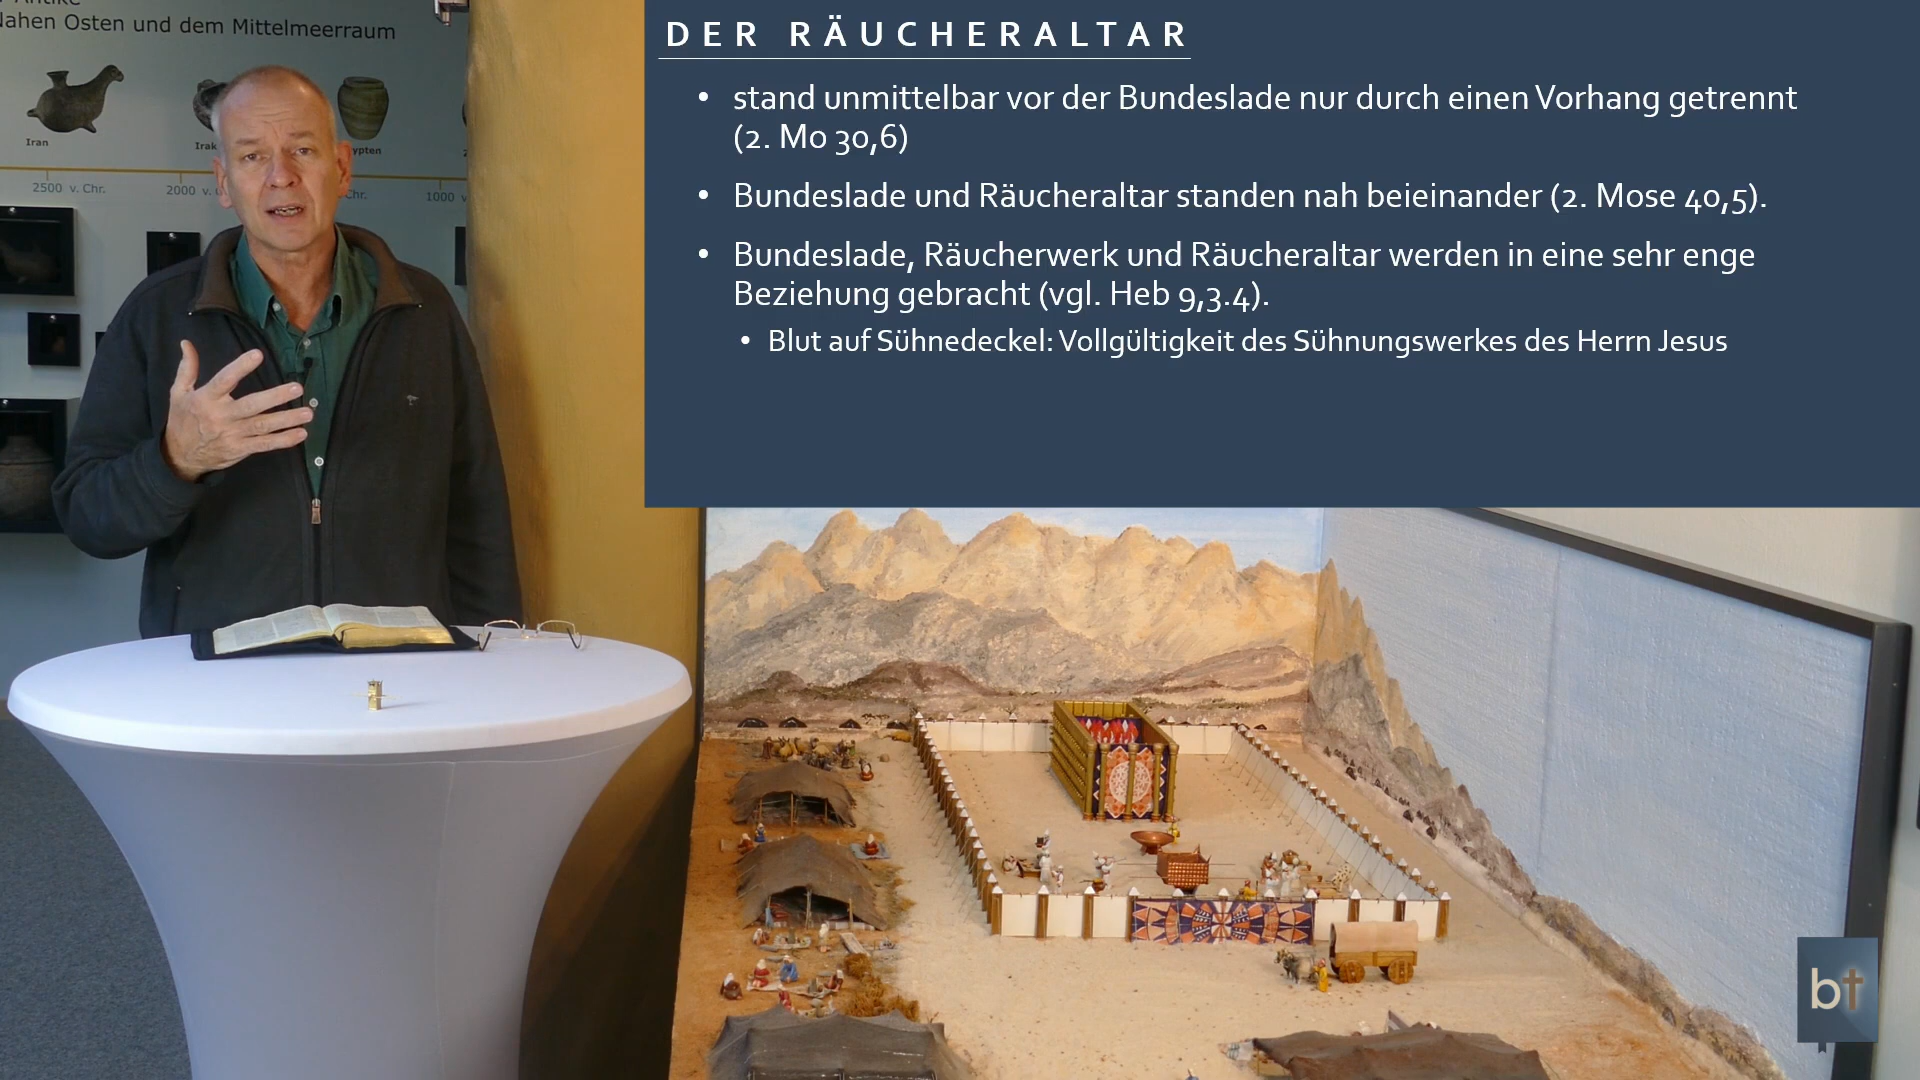 Antike
Nahen Osten und dem Mittelmeerraum
Iran
Irak
2500 v. Chr.
2000 v.
Chr.
1000 v
DER RÄUCHERALTAR
• stand unmittelbar vor der Bundeslade nur durch einen Vorhang getrennt
(2. Mo 30,6)
• Bundeslade und Räucheraltar standen nah beieinander (2. Mose 40,5).
• Bundeslade, Räucherwerk und Räucheraltar werden in eine sehr enge
Beziehung gebracht (vgl. Heb 9,3.4).
• Blut auf Sühnedeckel: Vollgültigkeit des Sühnungswerkes des Herrn Jesus
bt